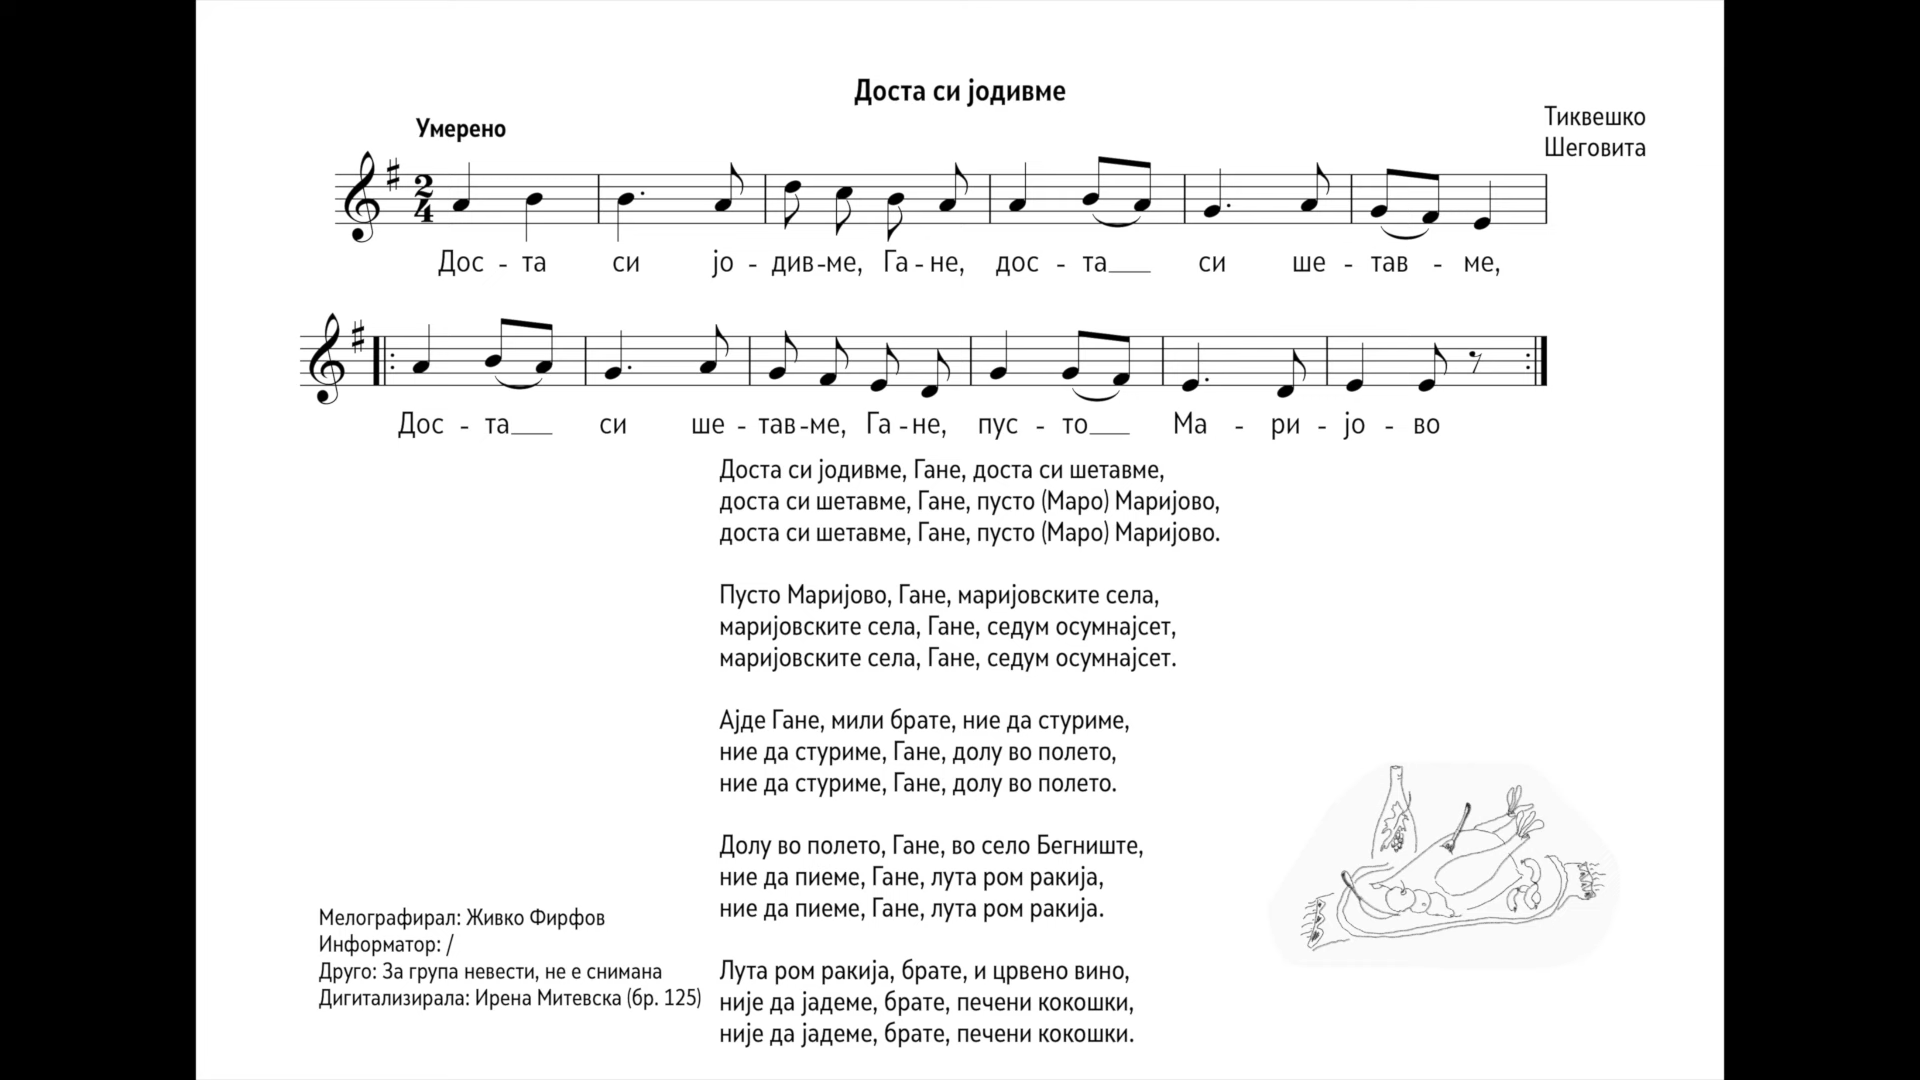 Доста си јодивме
Умерено
Тиквешко
Шеговита
2
4
Дос - та си јо - див-ме, Га - не, дос - та___ си ше - тав - ме,
Дос - та___ си ше - тав-ме, Га - не, пус - то___ Ма - ри - јо - во
Доста си јодивме, Гане, доста си шетавме,
доста си шетавме, Гане, пусто (Маро) Маријово,
доста си шетавме, Гане, пусто (Маро) Маријово.
Пусто Маријово, Гане, маријовските села,
маријовските села, Гане, седум осумнајсет,
маријовските села, Гане, седум осумнајсет.
Ајде Гане, мили брате, ние да стуриме,
ние да стуриме, Гане, долу во полето,
ние да стуриме, Гане, долу во полето.
Долу во полето, Гане, во село Бегниште,
ние да пиеме, Гане, лута ром ракија,
ние да пиеме, Гане, лута ром ракија.
Лута ром ракија, брате, и црвено вино,
није да јадеме, брате, печени кокошки,
није да јадеме, брате, печени кокошки.
Мелографирал: Живко Фирфов
Информатор: /
Друго: За група невести, не е снимана
Дигитализирала: Ирена Митевска (бр. 125)